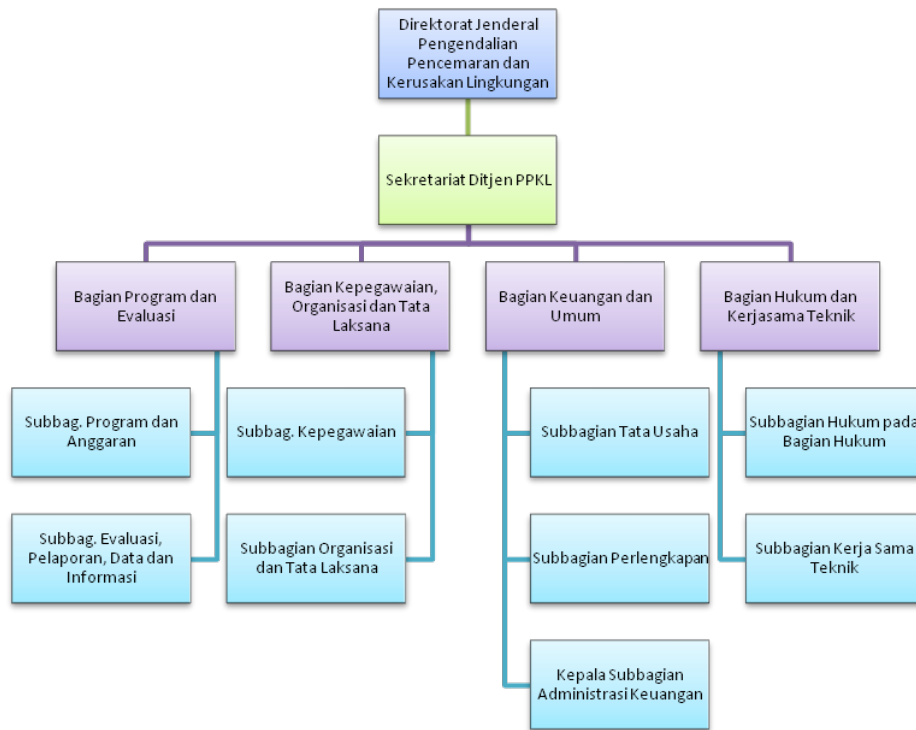 Direktorat Jenderal
Pengendalian
Pencemaran dan
Kerusakan Lingkungan
Sekretariat Ditjen PPKL
Bagian Program dan
Evaluasi
Bagian Kepegawaian,
Organisasi dan Tata
Laksana
Bagian Keuangan dan
Umum
Bagian Hukum dan
Kerjasama Teknik
Subbag. Program dan
Anggaran
Subbag. Kepegawaian
Subbagian Tata Usaha
Subbagian Hukum pada
Bagian Hukum
Subbag. Evaluasi,
Pelaporan, Data dan
Informasi
Subbagian Organisasi
dan Tata Laksana
Subbagian Perlengkapan
Subbagian Kerja Sama
Teknik
Kepala Subbagian
Administrasi Keuangan